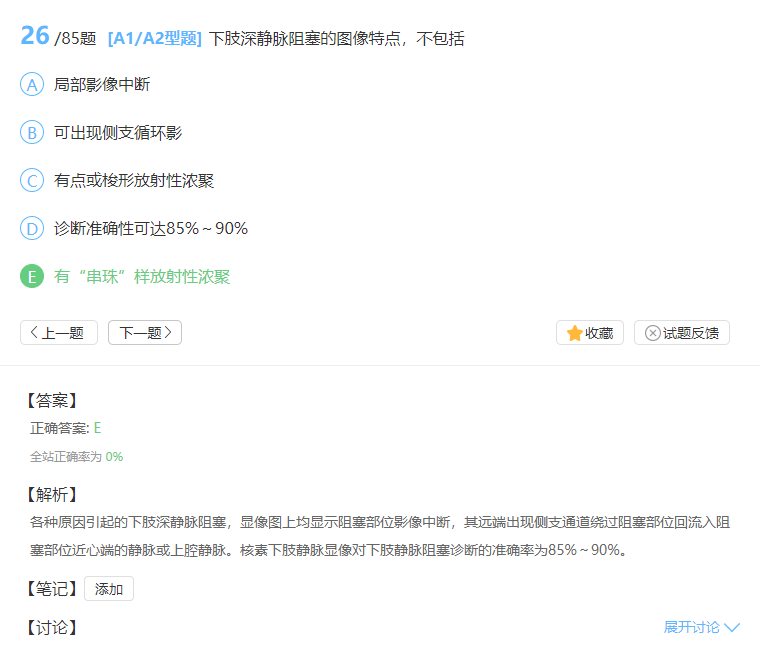 26 /85题 [A1/A2型题] 下肢深静脉阻塞的图像特点，不包括
A 局部影像中断
B 可出现侧支循环影
C 有点或梭形放射性浓聚
D 诊断准确性可达85%～90%
E 有“串珠”样放射性浓聚
上一题 下一题 收藏 试题反馈
【答案】
正确答案: E
全站正确率为 0%
【解析】
各种原因引起的下肢深静脉阻塞，显像图上均显示阻塞部位影像中断，其远端出现侧支通道绕过阻塞部位回流入阻
塞部位近心端的静脉或上腔静脉。核素下肢静脉显像对下肢静脉阻塞诊断的准确率为85%～90%。
【笔记】 添加
【讨论】 展开讨论